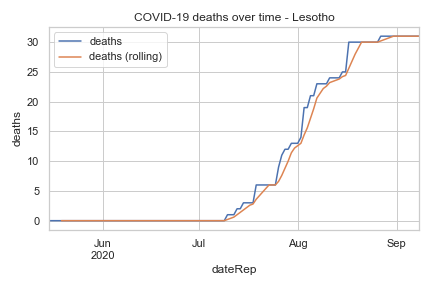 COVID-19 deaths over time - Lesotho
deaths
deaths (rolling)
30
25
20
15
10
5
0
deaths
Jun
2020
Jul
Aug
Sep
dateRep